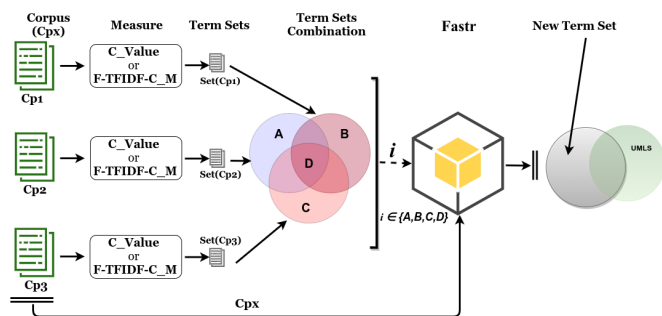 Corpus
(Cpx)
Measure
Term Sets
Term Sets
Combination
Fastr
New Term Set
C_Value
or
F-TFIDF-C_M
Cp1
Set(Cp1)
C_Value
or
F-TFIDF-C_M
Cp2
Set(Cp2)
A
B
D
C
i
i ∈ {A,B,C,D}
UMLS
C_Value
or
F-TFIDF-C_M
Cp3
Set(Cp3)
Cpx